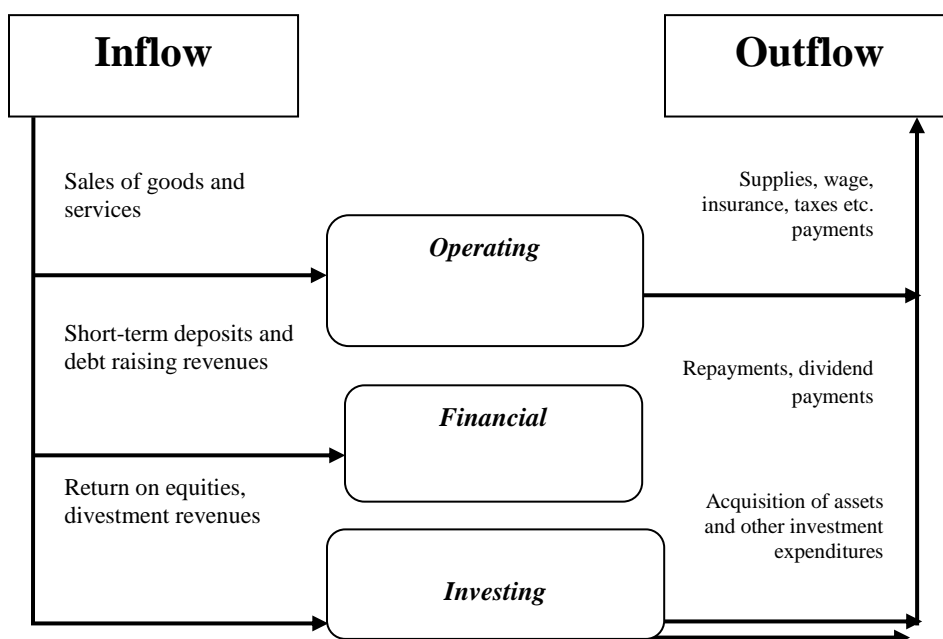 Inflow
Outflow
Sales of goods and
services
Supplies, wage,
insurance, taxes etc.
payments
Operating
Short-term deposits and
debt raising revenues
Repayments, dividend
payments
Financial
Return on equities,
divestment revenues
Acquisition of assets
and other investment
expenditures
Investing